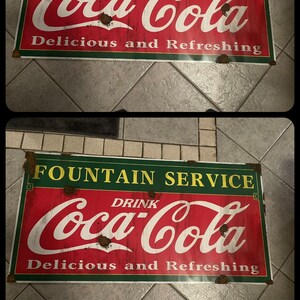 Coca-Cola
Delicious and Refreshing
FOUNTAIN SERVICE
DRINK
Coca-Cola
Delicious and Refreshing